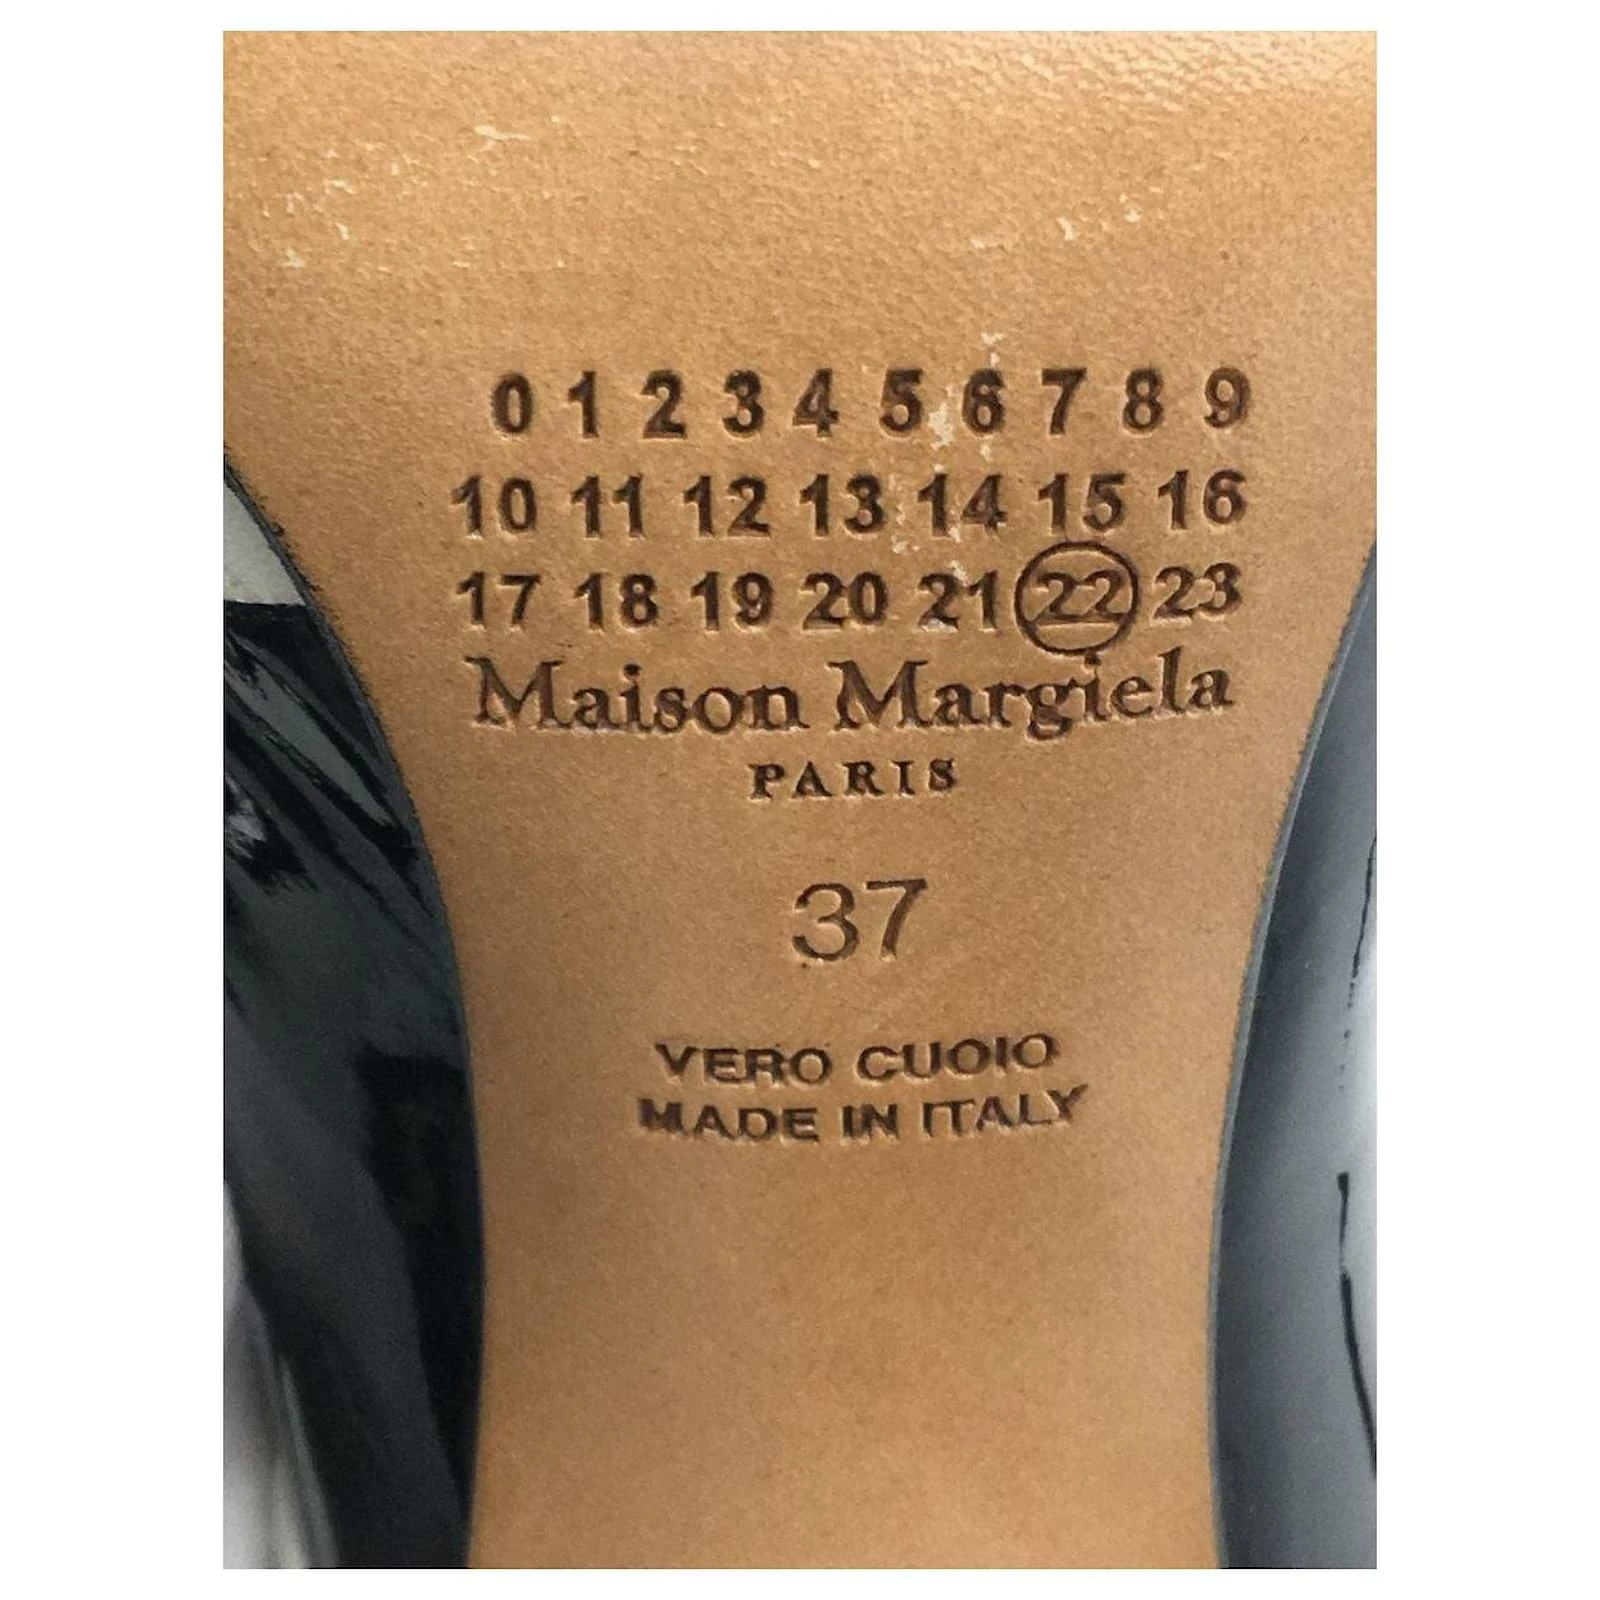 0 1 2 3 4 5 6 7 8 9
10 11 12 13 14 15 16
17 18 19 20 21 22 23
Maison Margiela
PARIS
37
VERO CUOIO
MADE IN ITALY